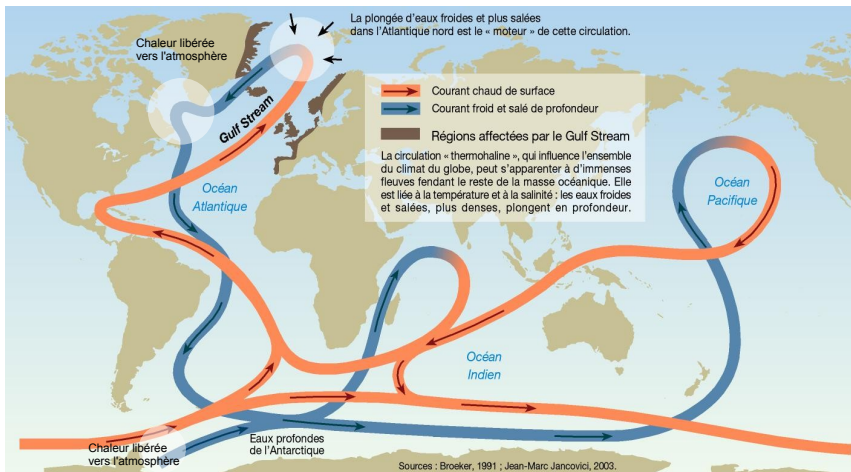 La plongée d'eaux froides et plus salées
dans l'Atlantique nord est le « moteur » de cette circulation.
Chaleur libérée
vers l'atmosphère
Gulf Stream
Courant chaud de surface
Courant froid et salé de profondeur
Régions affectées par le Gulf Stream
La circulation « thermohaline », qui influence l'ensemble
du climat du globe, peut s'apparenter à d'immenses
fleuves fendant le reste de la masse océanique. Elle
est liée à la température et à la salinité : les eaux froides
et salées, plus denses, plongent en profondeur.
Océan
Atlantique
Océan
Pacifique
Océan
Indien
Chaleur libérée
vers l'atmosphère
Eaux profondes
de l'Antarctique
Sources : Broeker, 1991 ; Jean-Marc Jancovici, 2003.